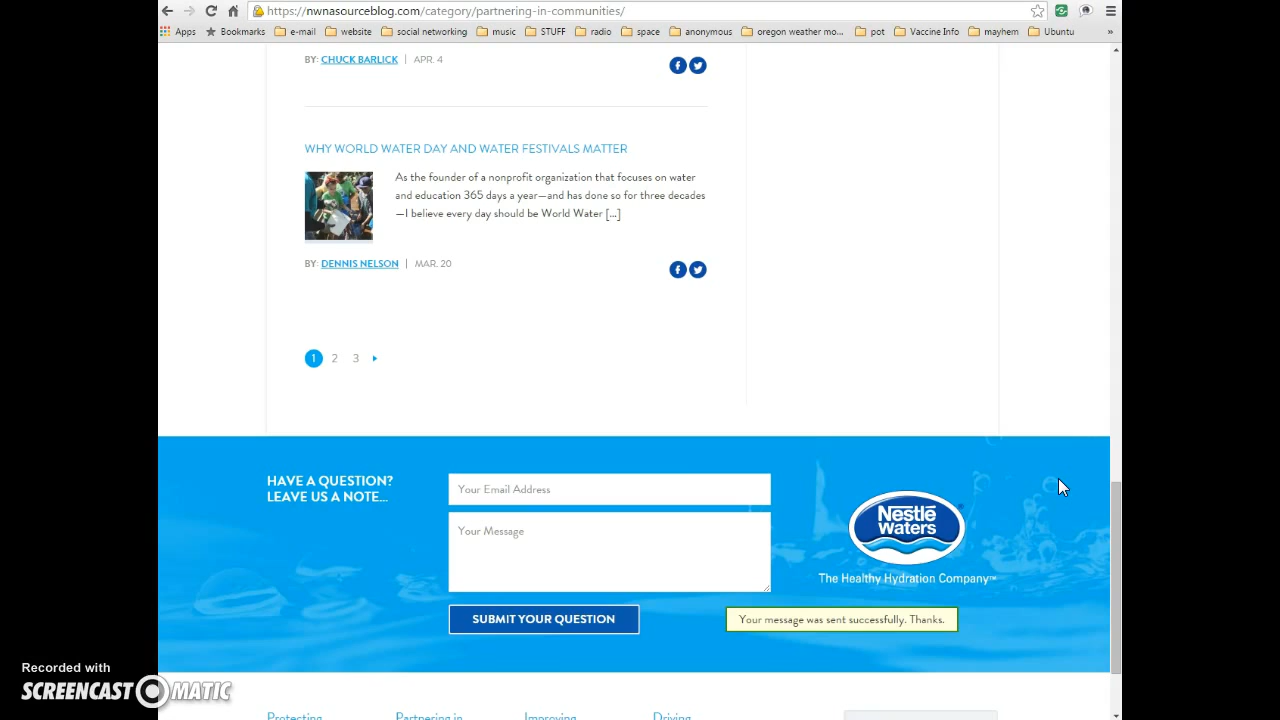 https://nwnasourceblog.com/category/partnering-in-communities/
Apps Bookmarks e-mail website social networking music STUFF radio space anonymous oregon weather mo... pot Vaccine Info mayhem Ubuntu »
BY: CHUCK BARLICK | APR. 4
WHY WORLD WATER DAY AND WATER FESTIVALS MATTER
As the founder of a nonprofit organization that focuses on water
and education 365 days a year—and has done so for three decades
—I believe every day should be World Water [...]
BY: DENNIS NELSON | MAR. 20
1 2 3
HAVE A QUESTION?
LEAVE US A NOTE...
Your Email Address
Your Message
SUBMIT YOUR QUESTION
Nestlé
Waters
The Healthy Hydration Company™
Your message was sent successfully. Thanks.
Protecting Partnering in Improving Driving
Recorded with
SCREENCAST MATIC